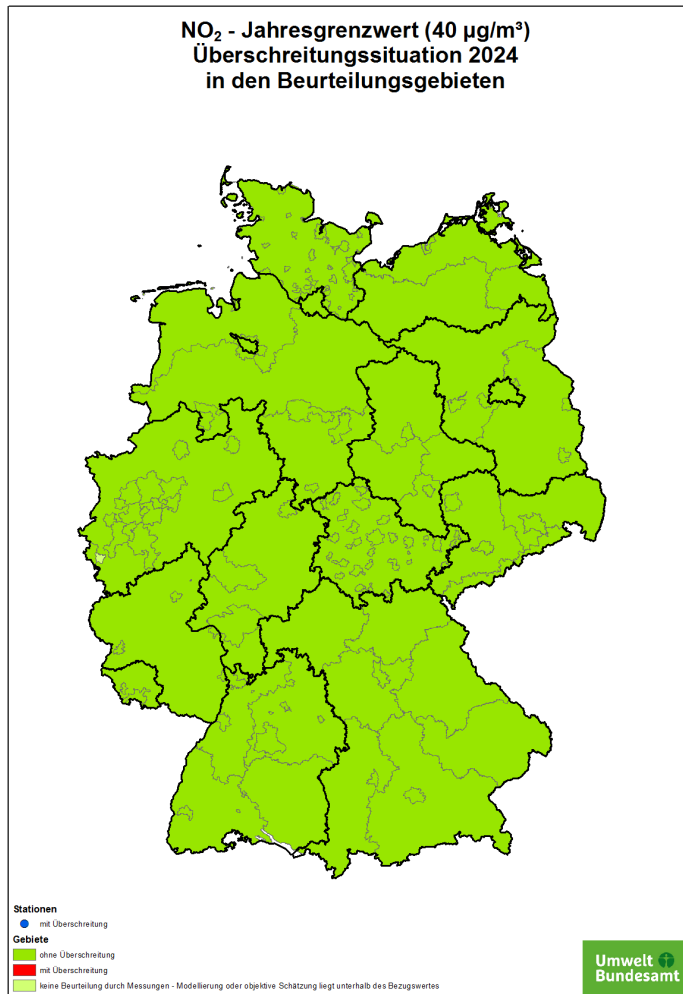 NO₂ - Jahresgrenzwert (40 µg/m³)
Überschreitungssituation 2024
in den Beurteilungsgebieten
Stationen
mit Überschreitung
Gebiete
ohne Überschreitung
mit Überschreitung
keine Beurteilung durch Messungen - Modellierung oder objektive Schätzung liegt unterhalb des Bezugswertes
Umwelt
Bundesamt